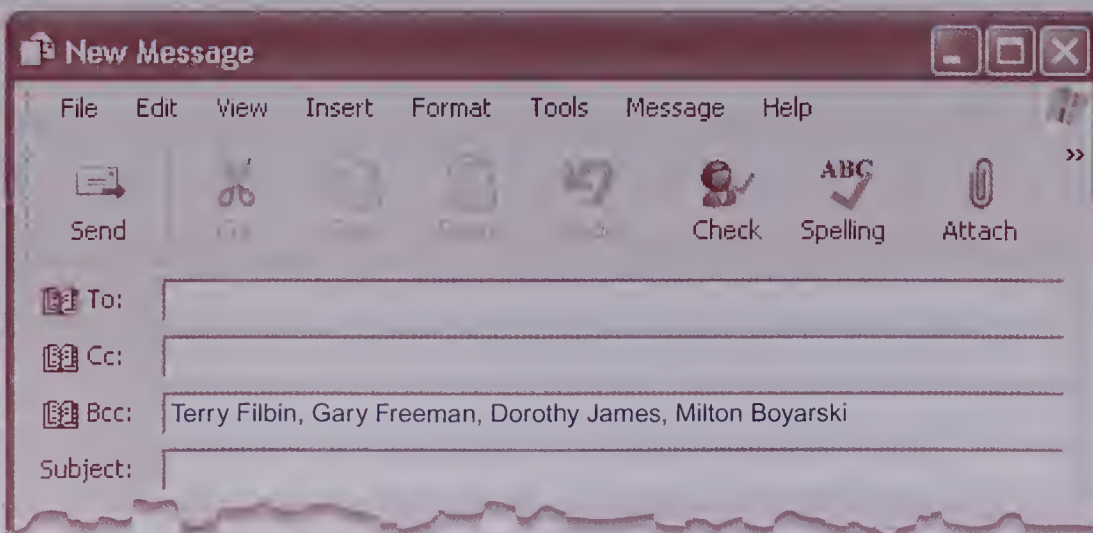 New Message
File Edit View Insert Format Tools Message Help
»
ABC
Send Check Spelling Attach
To:
Cc:
Bcc: Terry Filbin, Gary Freeman, Dorothy James, Milton Boyarski
Subject: